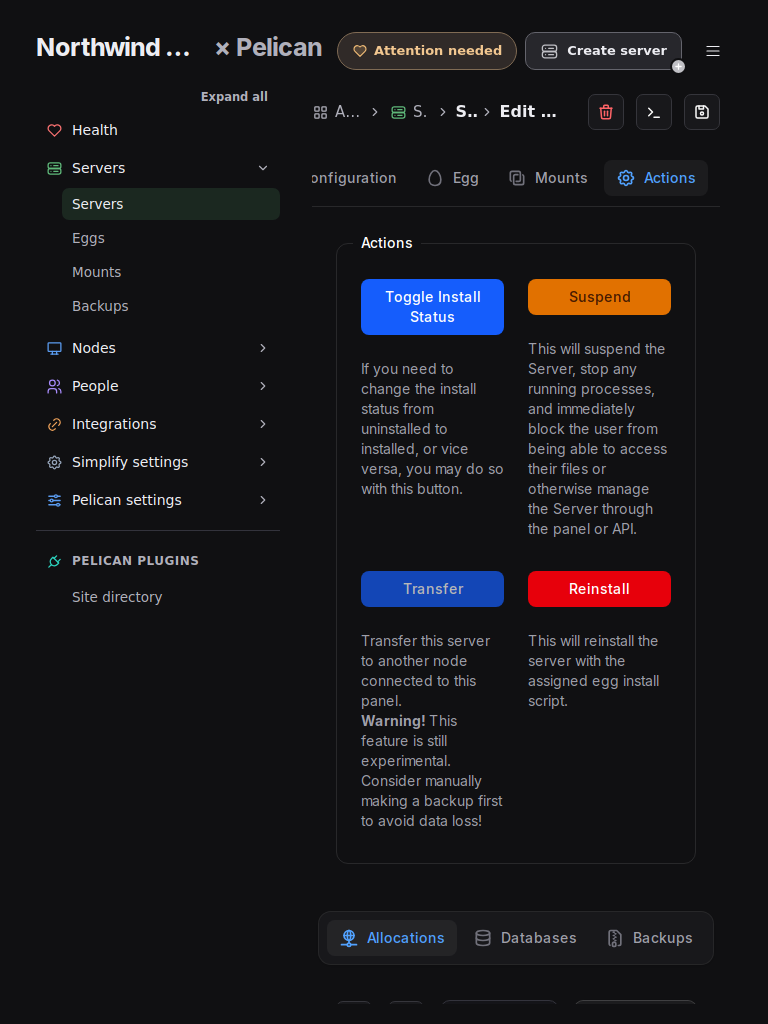 Northwind ... × Pelican
Attention needed
Create server
Expand all
A... > S. > S.. > Edit ...
Health
Servers
Servers
Eggs
Mounts
Backups
Nodes
People
Integrations
Simplify settings
Pelican settings
PELICAN PLUGINS
Site directory
onfiguration
Egg
Mounts
Actions
Actions
Toggle Install
Status
If you need to
change the install
status from
uninstalled to
installed, or vice
versa, you may do so
with this button.
Suspend
This will suspend the
Server, stop any
running processes,
and immediately
block the user from
being able to access
their files or
otherwise manage
the Server through
the panel or API.
Transfer
Transfer this server
to another node
connected to this
panel.
Warning! This
feature is still
experimental.
Consider manually
making a backup first
to avoid data loss!
Reinstall
This will reinstall the
server with the
assigned egg install
script.
Allocations
Databases
Backups